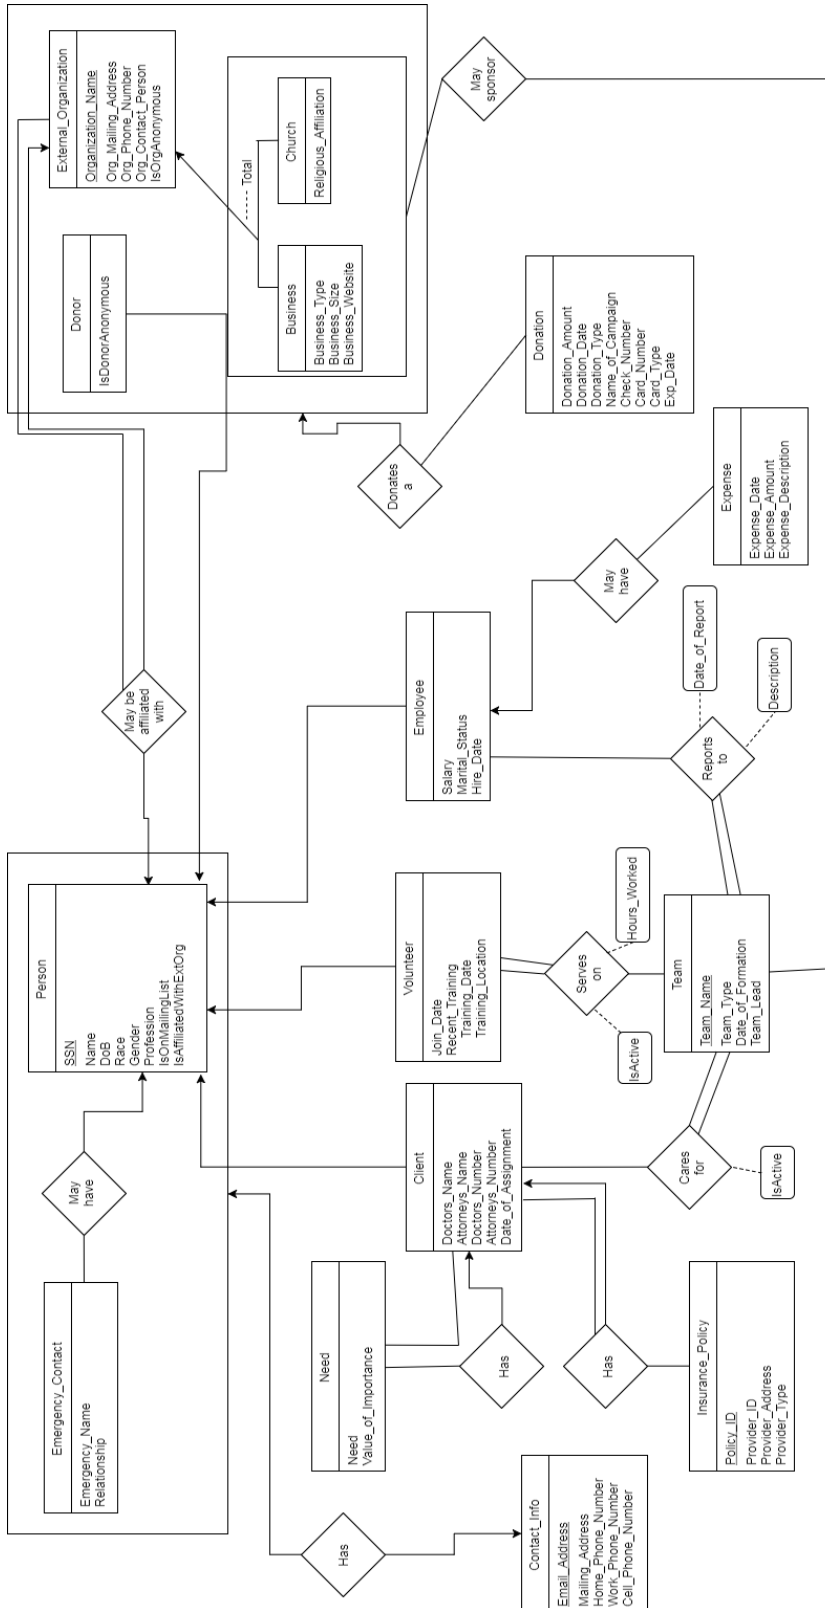 External_Organization
Organization_Name
Org_Mailing_Address
Org_Phone_Number
Org_Contact_Person
IsOrgAnonymous
Donor
IsDonorAnonymous
Total
Church
Religious_Affiliation
Business
Business_Type
Business_Size
Business_Website
May
sponsor
Donates
a
Donation
Donation_Amount
Donation_Date
Donation_Type
Name_of_Campaign
Check_Number
Card_Number
Card_Type
Exp_Date
May be
affiliated
with
Person
SSN
Name
DoB
Race
Gender
Profession
IsOnMailingList
IsAffiliatedWithExtOrg
Employee
Salary
Marital_Status
Hire_Date
May
have
Expense
Expense_Date
Expense_Amount
Expense_Description
Date_of_Report
Description
Reports
to
Volunteer
Join_Date
Recent_Training
Training_Date
Training_Location
Serves
on
Hours_Worked
IsActive
Team
Team_Name
Team_Type
Date_of_Formation
Team_Lead
May
have
Emergency_Contact
Emergency_Name
Relationship
Client
Doctors_Name
Attorneys_Name
Doctors_Number
Attorneys_Number
Date_of_Assignment
Cares
for
IsActive
Need
Need
Value_of_Importance
Has
Has
Insurance_Policy
Policy_ID
Provider_ID
Provider_Address
Provider_Type
Has
Contact_Info
Email_Address
Mailing_Address
Home_Phone_Number
Work_Phone_Number
Cell_Phone_Number